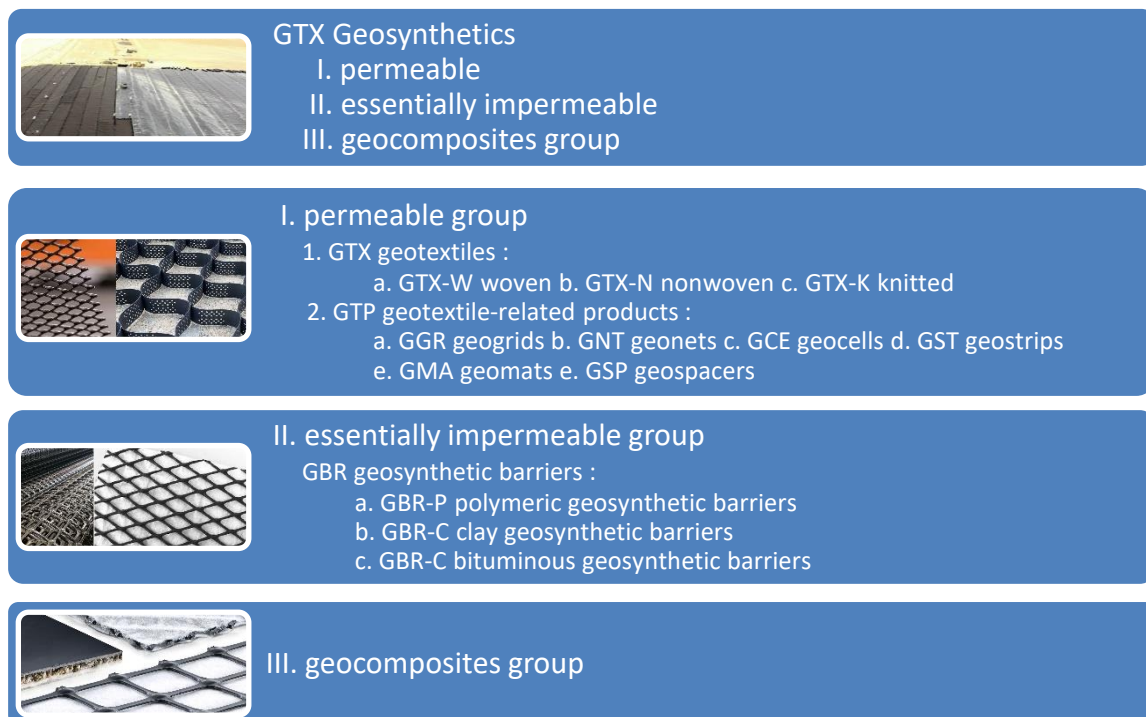 GTX Geosynthetics
I. permeable
II. essentially impermeable
III. geocomposites group
I. permeable group
1. GTX geotextiles :
a. GTX-W woven b. GTX-N nonwoven c. GTX-K knitted
2. GTP geotextile-related products :
a. GGR geogrids b. GNT geonets c. GCE geocells d. GST geostrips
e. GMA geomats e. GSP geospacers
II. essentially impermeable group
GBR geosynthetic barriers :
a. GBR-P polymeric geosynthetic barriers
b. GBR-C clay geosynthetic barriers
c. GBR-C bituminous geosynthetic barriers
III. geocomposites group